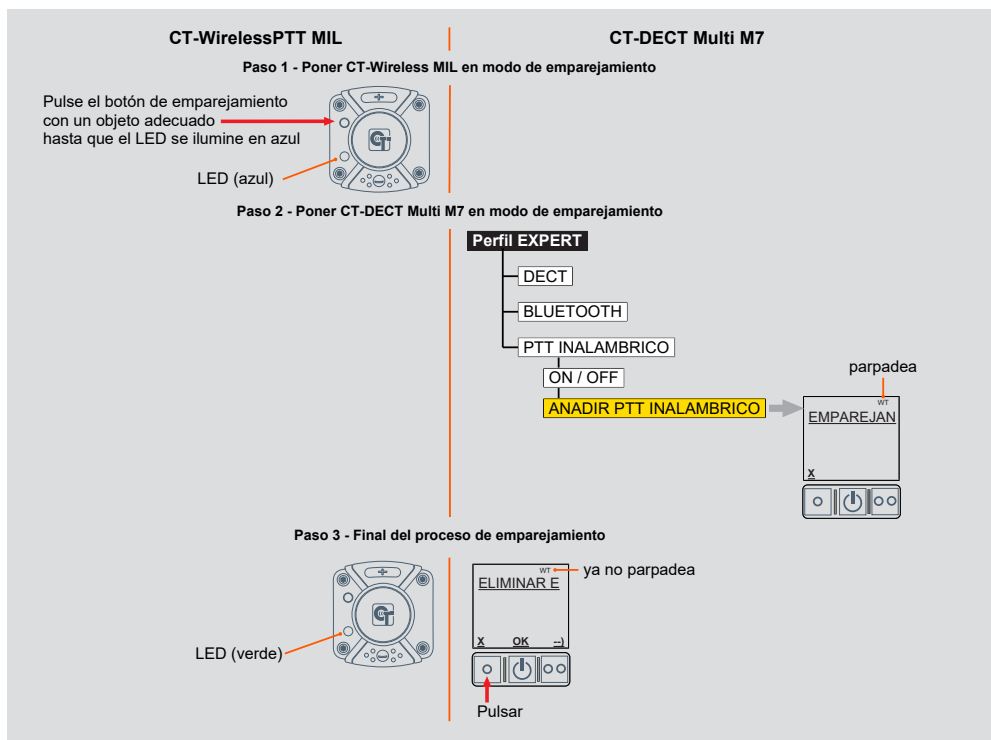 CT-WirelessPTT MIL
CT-DECT Multi M7
Paso 1 - Poner CT-Wireless MIL en modo de emparejamiento
Pulse el botón de emparejamiento
con un objeto adecuado
hasta que el LED se ilumine en azul
LED (azul)
Paso 2 - Poner CT-DECT Multi M7 en modo de emparejamiento
Perfil EXPERT
DECT
BLUETOOTH
PTT INALAMBRICO
ON / OFF
ANADIR PTT INALAMBRICO
parpadea
WT
EMPAREJAN
X
Paso 3 - Final del proceso de emparejamiento
LED (verde)
WT
ya no parpadea
ELIMINAR E
X OK --)
Pulsar